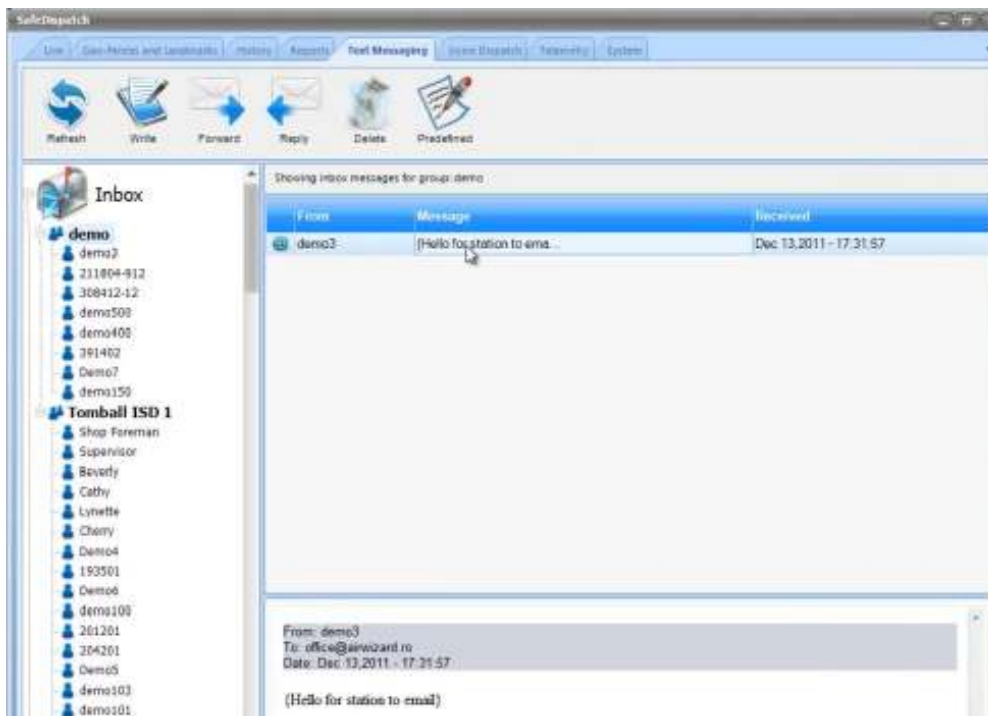 SafeDispatch
Live Geo-fences and Landmarks History Reports Text Messaging Voice Dispatch Telemetry System
Refresh Write Forward Reply Delete Predefined
Inbox
demo
demo3
211804-912
308412-12
demo500
demo400
391402
Demo7
demo150
Tomball ISD 1
Shop Foreman
Supervisor
Beverly
Cathy
Lynette
Cherry
Demo4
193501
Demo6
demo100
201201
204201
Demo5
demo103
demo101
Showing inbox messages for group: demo
From Message Received
demo3 (Hello for station to ema... Dec 13,2011 - 17:31:57
From: demo3
To: office@airwizard.ro
Date: Dec 13,2011 - 17:31:57
(Hello for station to email)